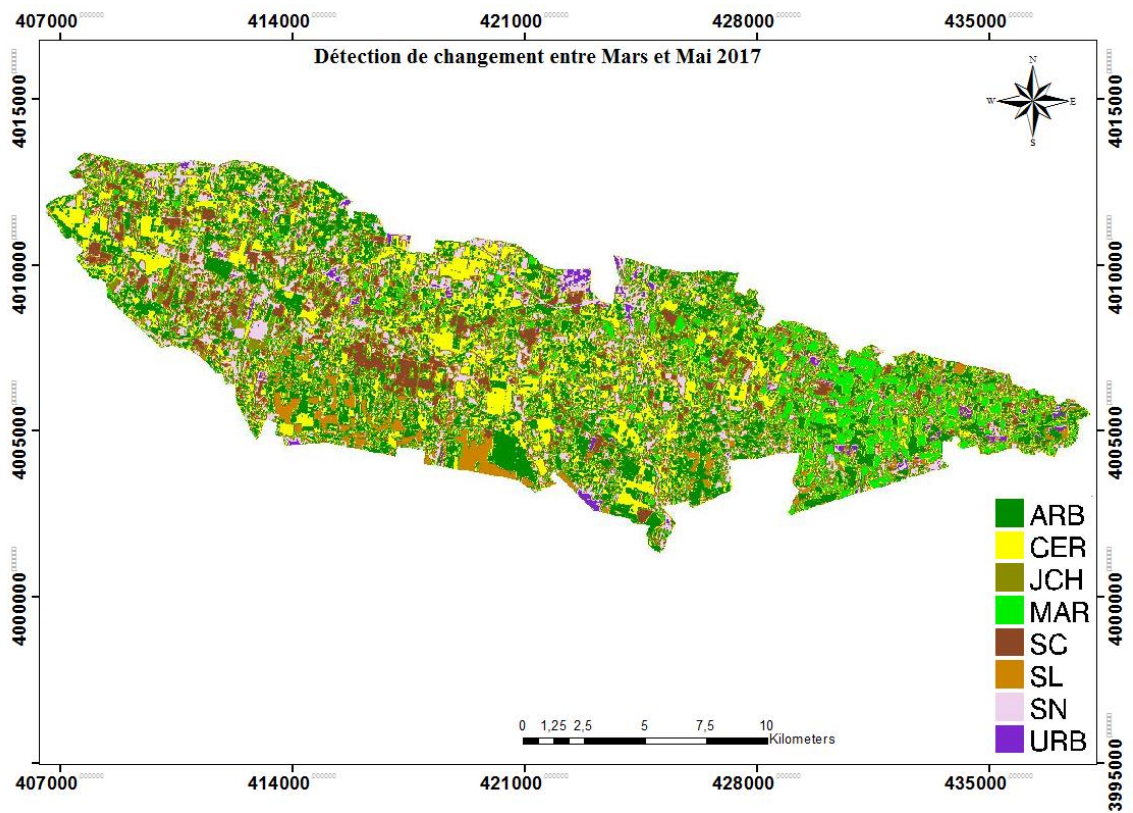 407000 414000 421000 428000 435000
Détection de changement entre Mars et Mai 2017
N
W E
S
4015000 4015000
4010000 4010000
4005000 4005000
4000000 4000000
3995000
ARB
CER
JCH
MAR
SC
SL
SN
URB
0 1,25 2,5 5 7,5 10
Kilometers
407000 414000 421000 428000 435000